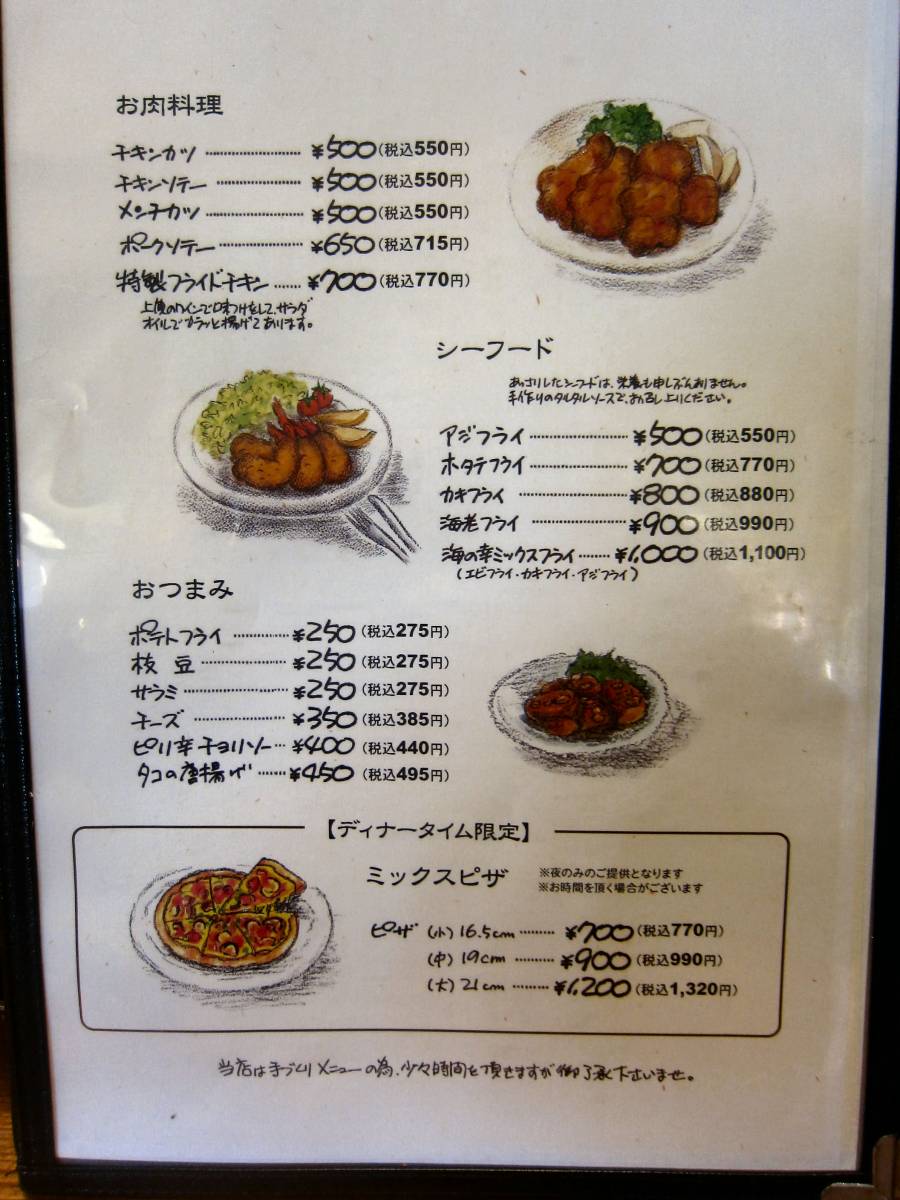 お肉料理
チキンカツ ……………… ¥500(税込550円)
チキンソテー ……………… ¥500(税込550円)
メンチカツ ……………… ¥500(税込550円)
ポークソテー ……………… ¥650(税込715円)
特製フライドチキン …… ¥700(税込770円)
上質のワインで味つけをして、サラダ
オイルでカラッと揚げてあります。
シーフード
あっさりしたシーフードは、栄養も申しぶんありません。
手作りのタルタルソースで、お召し上りください。
アジフライ ……………… ¥500(税込550円)
ホタテフライ ……………… ¥700(税込770円)
カキフライ ……………… ¥800(税込880円)
海老フライ ……………… ¥900(税込990円)
海の幸ミックスフライ …… ¥1,000(税込1,100円)
(エビフライ・カキフライ・アジフライ)
おつまみ
ポテトフライ ……… ¥250(税込275円)
枝豆 ……………… ¥250(税込275円)
サラミ ……………… ¥250(税込275円)
チーズ ……………… ¥350(税込385円)
ピリ辛チョリソー … ¥400(税込440円)
タコの唐揚げ …… ¥450(税込495円)
【ディナータイム限定】
ミックスピザ
※夜のみのご提供となります
※お時間を頂く場合がございます
ピザ (小) 16.5cm ……… ¥700(税込770円)
(中) 19cm ……… ¥900(税込990円)
(大) 21cm ……… ¥1,200(税込1,320円)
当店は手づくりメニューの為、少々時間を頂きますが御了承下さいませ。